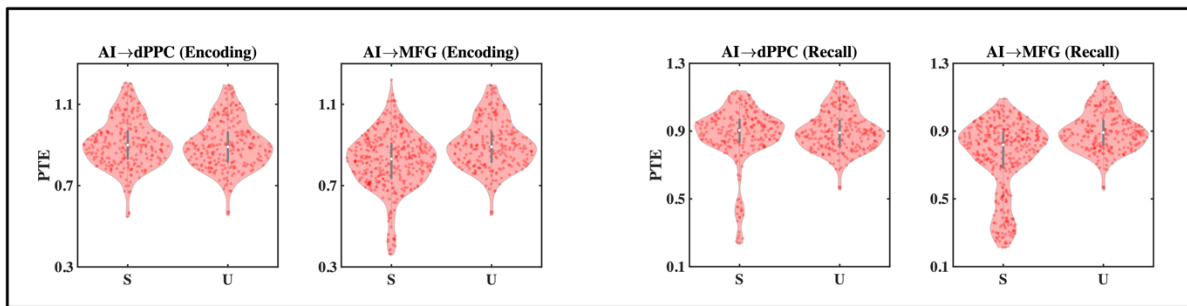 AI→dPPC (Encoding)
AI→MFG (Encoding)
AI→dPPC (Recall)
AI→MFG (Recall)
PTE
1.1
0.7
0.3
S U
1.1
0.7
0.3
S U
PTE
1.3
0.9
0.5
0.1
S U
1.3
0.9
0.5
0.1
S U